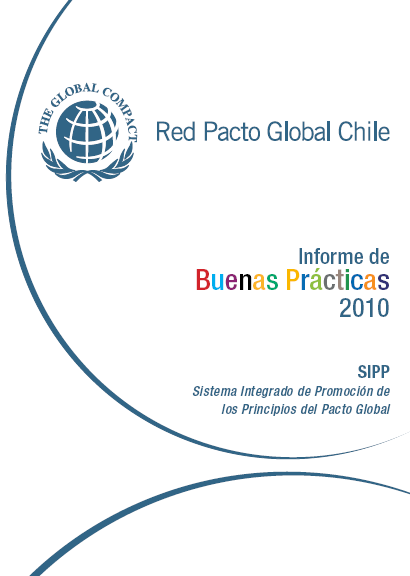 THE GLOBAL COMPACT
Red Pacto Global Chile
Informe de
Buenas Prácticas
2010
SIPP
Sistema Integrado de Promoción de
los Principios del Pacto Global